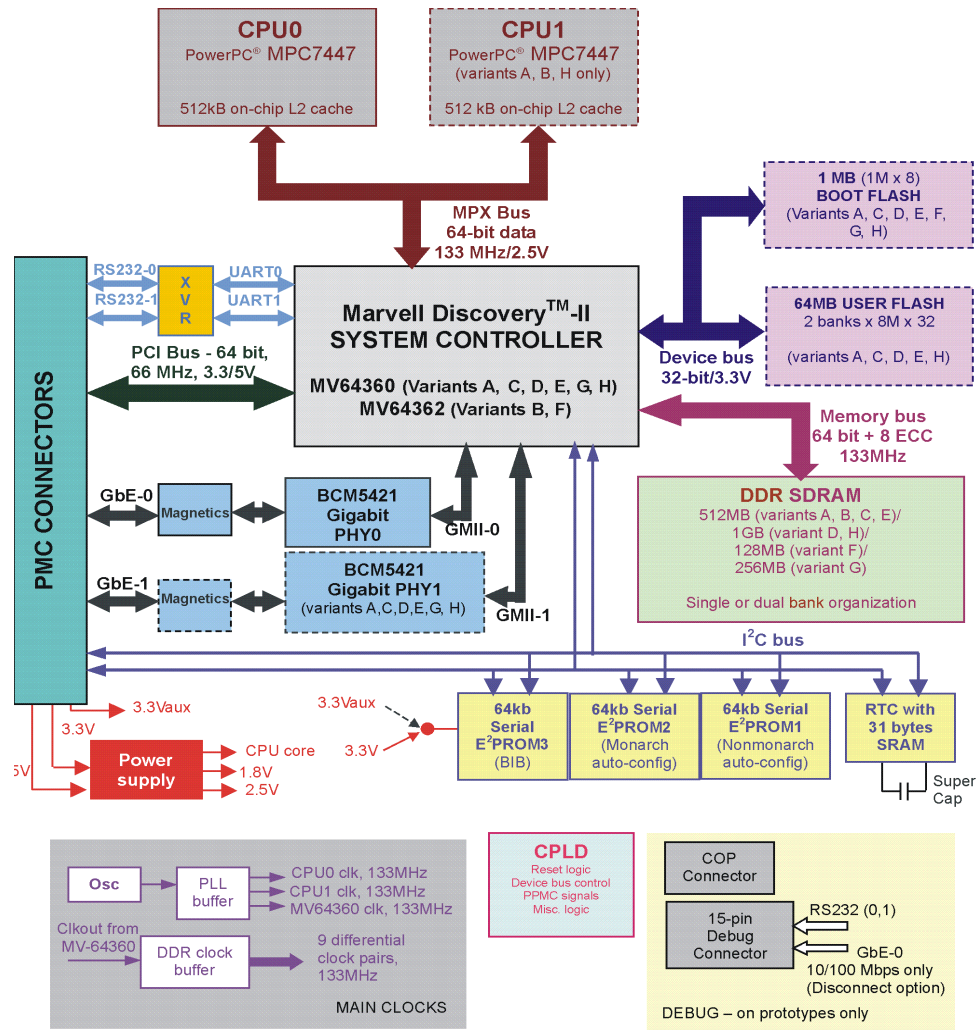 CPU0
PowerPC® MPC7447
512kB on-chip L2 cache
CPU1
PowerPC® MPC7447
(variants A, B, H only)
512 kB on-chip L2 cache
MPX Bus
64-bit data
133 MHz/2.5V
1 MB (1M x 8)
BOOT FLASH
(Variants A, C, D, E, F,
G, H)
64MB USER FLASH
2 banks x 8M x 32
(variants A, C, D, E, H)
Device bus
32-bit/3.3V
PMC CONNECTORS
RS232-0
RS232-1
X
V
R
UART0
UART1
PCI Bus - 64 bit,
66 MHz, 3.3/5V
Marvell Discovery™-II
SYSTEM CONTROLLER
MV64360 (Variants A, C, D, E, G, H)
MV64362 (Variants B, F)
Memory bus
64 bit + 8 ECC
133MHz
DDR SDRAM
512MB (variants A, B, C, E)/
1GB (variant D, H)/
128MB (variant F)/
256MB (variant G)
Single or dual bank organization
GbE-0
Magnetics
BCM5421
Gigabit
PHY0
GMII-0
GbE-1
Magnetics
BCM5421
Gigabit PHY1
(variants A,C,D,E,G, H)
GMII-1
I²C bus
3.3Vaux
3.3V
5V
Power
supply
CPU core
1.8V
2.5V
3.3Vaux
3.3V
64kb
Serial
E²PROM3
(BIB)
64kb Serial
E²PROM2
(Monarch
auto-config)
64kb Serial
E²PROM1
(Nonmonarch
auto-config)
RTC with
31 bytes
SRAM
Super
Cap
Osc
PLL
buffer
CPU0 clk, 133MHz
CPU1 clk, 133MHz
MV64360 clk, 133MHz
Clkout from
MV-64360
DDR clock
buffer
9 differential
clock pairs,
133MHz
MAIN CLOCKS
CPLD
Reset logic
Device bus control
PPMC signals
Misc. logic
COP
Connector
15-pin
Debug
Connector
RS232 (0,1)
GbE-0
10/100 Mbps only
(Disconnect option)
DEBUG – on prototypes only